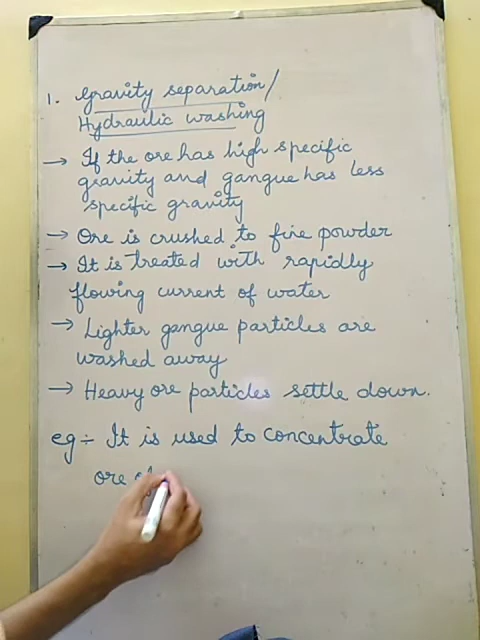 1. Gravity separation/
Hydraulic washing
→ If the ore has high specific
gravity and gangue has less
specific gravity
→ Ore is crushed to fine powder
→ It is treated with rapidly
flowing current of water
→ Lighter gangue particles are
washed away
→ Heavy ore particles settle down.
eg÷ It is used to concentrate
ore of